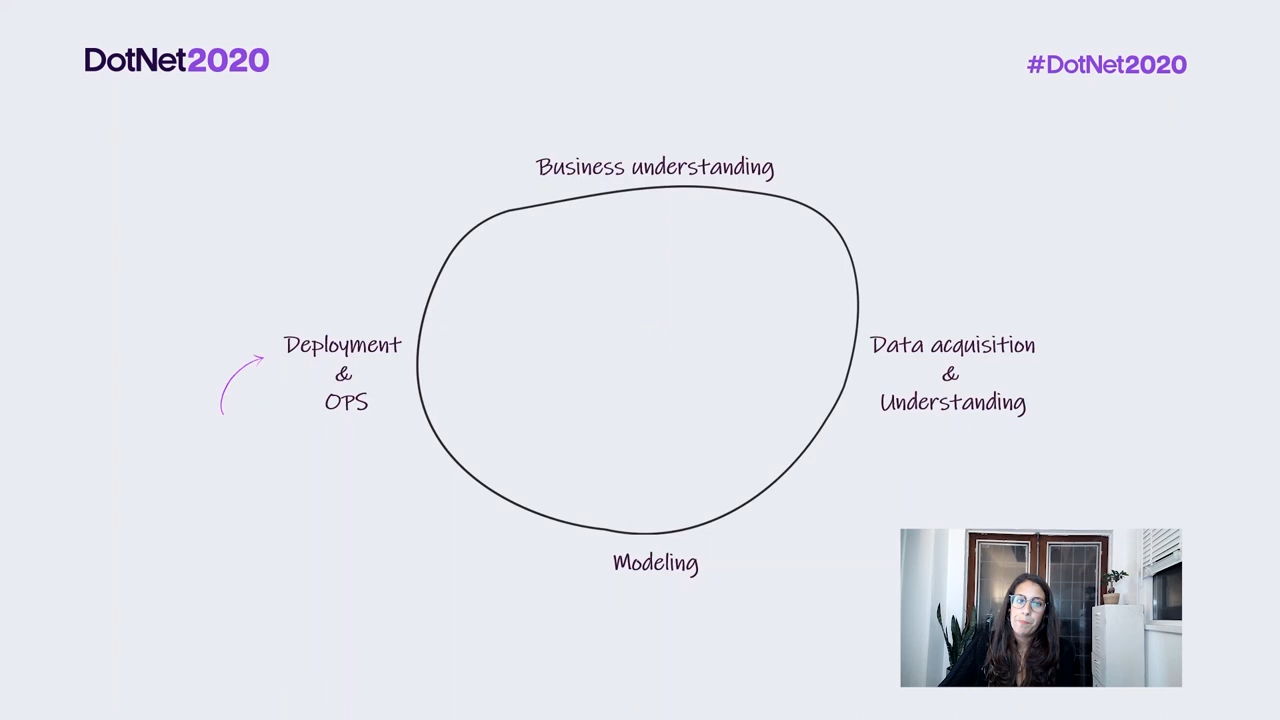 DotNet2020
#DotNet2020
Business understanding
Deployment
&
OPS
Data acquisition
&
Understanding
Modeling